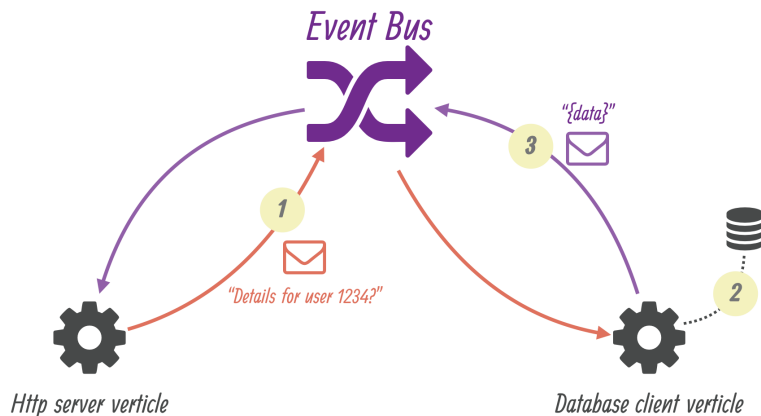 Event Bus
“{data}”
3
1
2
“Details for user 1234?”
Http server verticle
Database client verticle